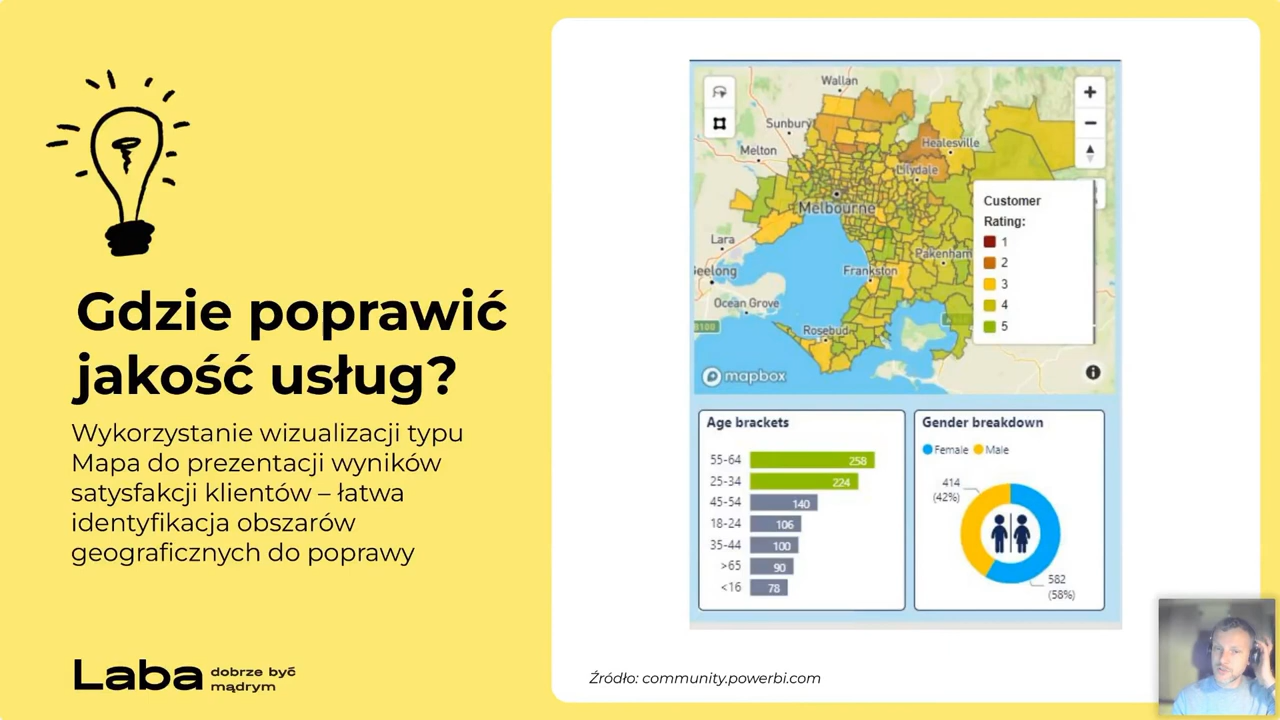 Gdzie poprawić
jakość usług?
Wykorzystanie wizualizacji typu
Mapa do prezentacji wyników
satysfakcji klientów – łatwa
identyfikacja obszarów
geograficznych do poprawy
Laba dobrze być
mądrym
Wallan
Sunbury
Melton
Healesville
Lilydale
Melbourne
Lara
Geelong
Pakenham
Frankston
Ocean Grove
Rosebud
B100
mapbox
Customer
Rating:
1
2
3
4
5
Age brackets
55-64 258
25-34 224
45-54 140
18-24 106
35-44 100
>65 90
<16 78
Gender breakdown
Female Male
414
(42%)
582
(58%)
Źródło: community.powerbi.com